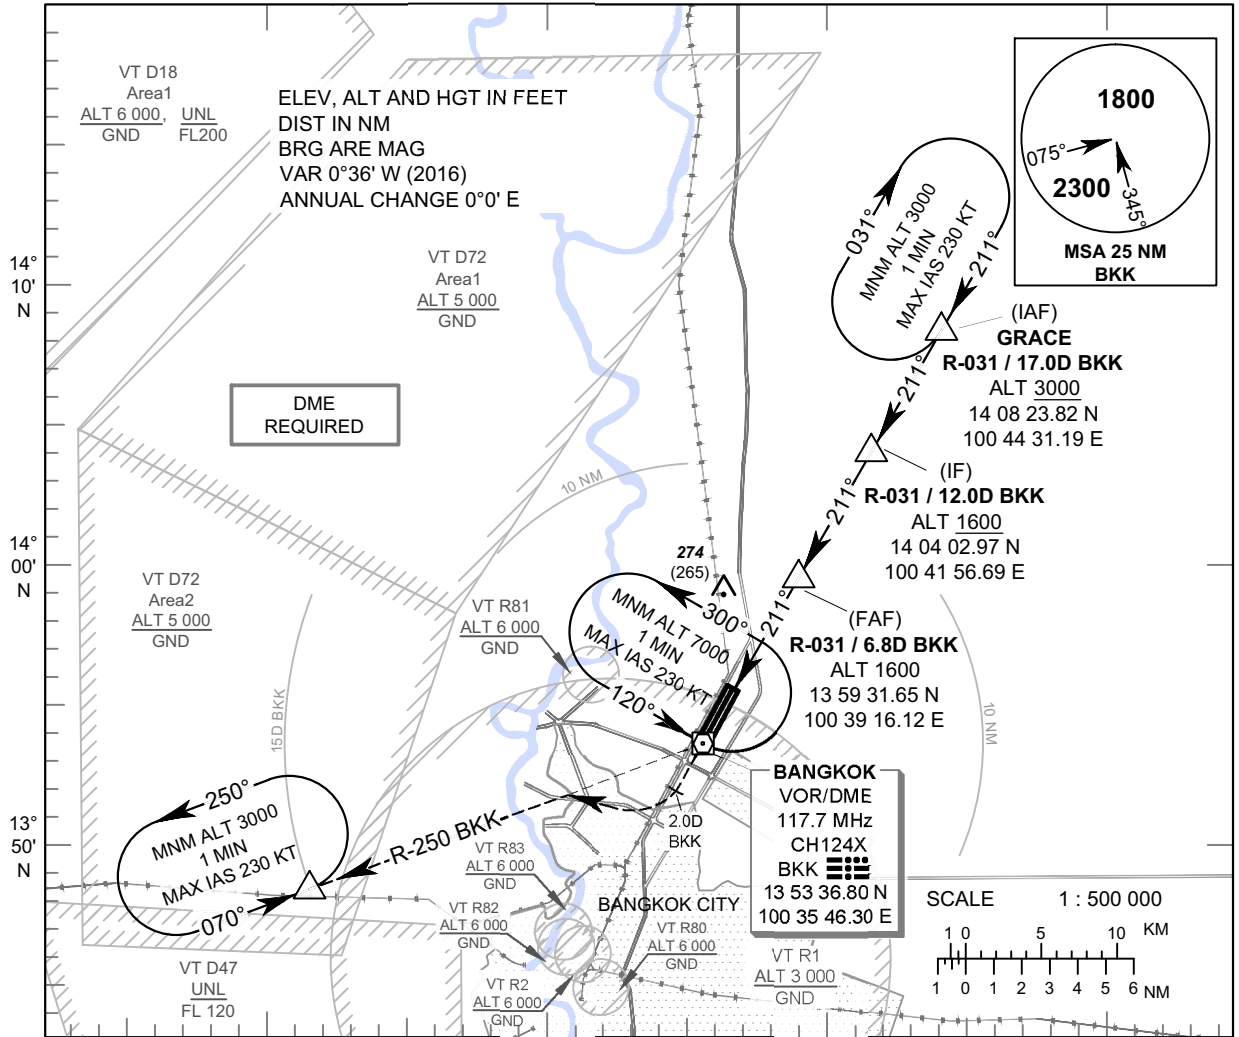 VT D18
Area1
ALT 6 000, UNL
GND FL200
ELEV, ALT AND HGT IN FEET
DIST IN NM
BRG ARE MAG
VAR 0°36' W (2016)
ANNUAL CHANGE 0°0' E
1800
075°
2300
345°
MSA 25 NM
BKK
031°
MNM ALT 3000
1 MIN
MAX IAS 230 KT
211°
14°
10'
N
VT D72
Area1
ALT 5 000
GND
(IAF)
GRACE
R-031 / 17.0D BKK
ALT 3000
14 08 23.82 N
100 44 31.19 E
211°
DME
REQUIRED
(IF)
R-031 / 12.0D BKK
ALT 1600
14 04 02.97 N
100 41 56.69 E
211°
10 NM
14°
00'
N
274
(265)
VT D72
Area2
ALT 5 000
GND
VT R81
ALT 6 000
GND
300°
MNM ALT 7000
1 MIN
MAX IAS 230 KT
120°
211°
(FAF)
R-031 / 6.8D BKK
ALT 1600
13 59 31.65 N
100 39 16.12 E
10 NM
15D BKK
BANGKOK
VOR/DME
117.7 MHz
CH124X
BKK
13 53 36.80 N
100 35 46.30 E
250°
MNM ALT 3000
1 MIN
MAX IAS 230 KT
070°
R-250 BKK
2.0D
BKK
13°
50'
N
VT R83
ALT 6 000
GND
BANGKOK CITY
VT R82
ALT 6 000
GND
VT R80
ALT 6 000
GND
VT R2
ALT 6 000
GND
VT R1
ALT 3 000
GND
VT D47
UNL
FL 120
SCALE 1 : 500 000
1 0 5 10 KM
1 0 1 2 3 4 5 6 NM